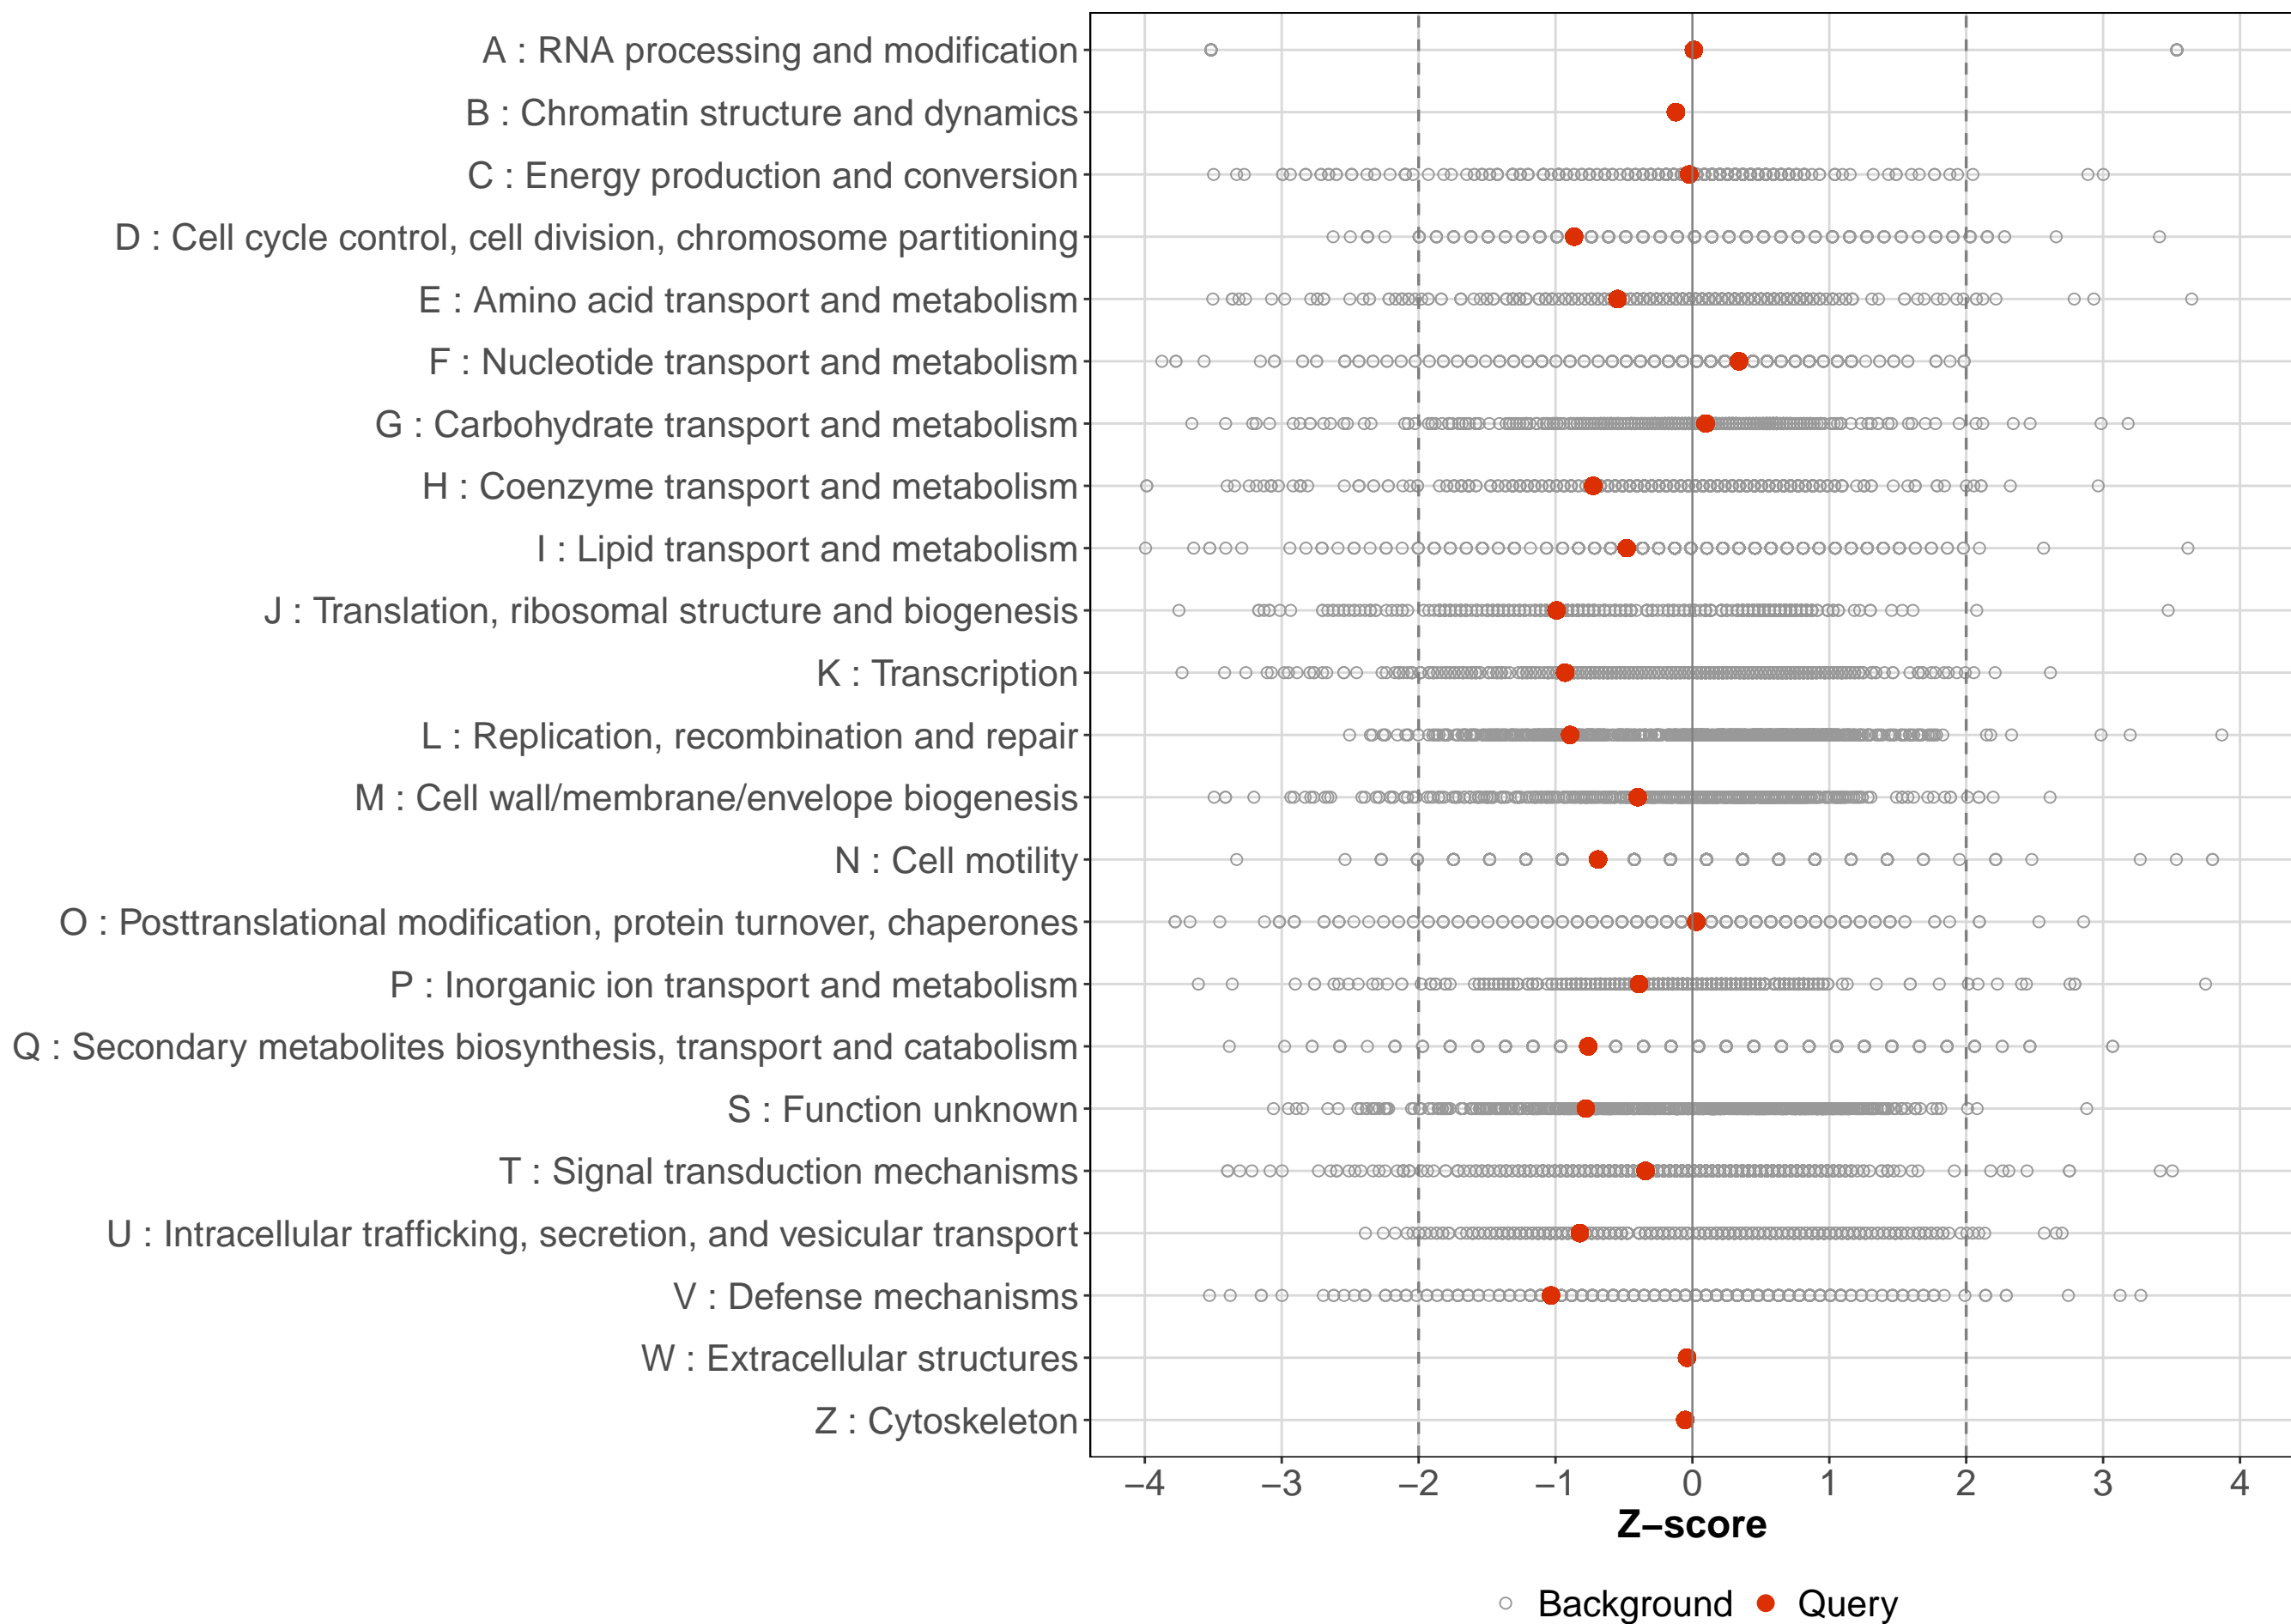 A : RNA processing and modification
B : Chromatin structure and dynamics
C : Energy production and conversion
D : Cell cycle control, cell division, chromosome partitioning
E : Amino acid transport and metabolism
F : Nucleotide transport and metabolism
G : Carbohydrate transport and metabolism
H : Coenzyme transport and metabolism
I : Lipid transport and metabolism
J : Translation, ribosomal structure and biogenesis
K : Transcription
L : Replication, recombination and repair
M : Cell wall/membrane/envelope biogenesis
N : Cell motility
O : Posttranslational modification, protein turnover, chaperones
P : Inorganic ion transport and metabolism
Q : Secondary metabolites biosynthesis, transport and catabolism
S : Function unknown
T : Signal transduction mechanisms
U : Intracellular trafficking, secretion, and vesicular transport
V : Defense mechanisms
W : Extracellular structures
Z : Cytoskeleton
−4 −3 −2 −1 0 1 2 3 4
Z−score
Background Query